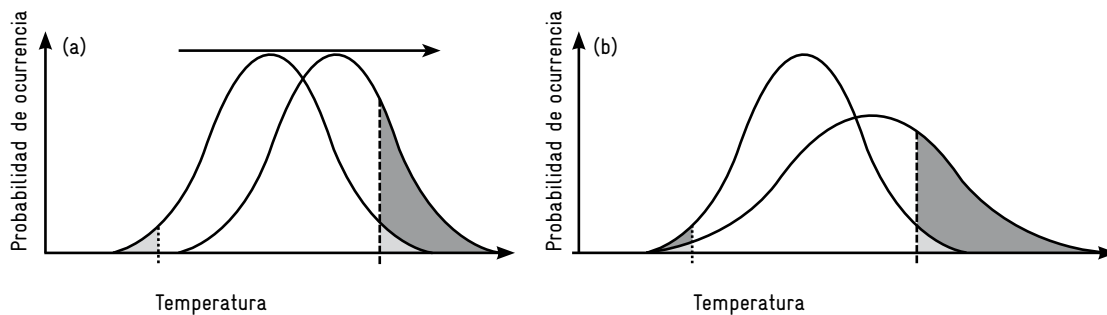 (a)
Probabilidad de ocurrencia
Temperatura
(b)
Probabilidad de ocurrencia
Temperatura